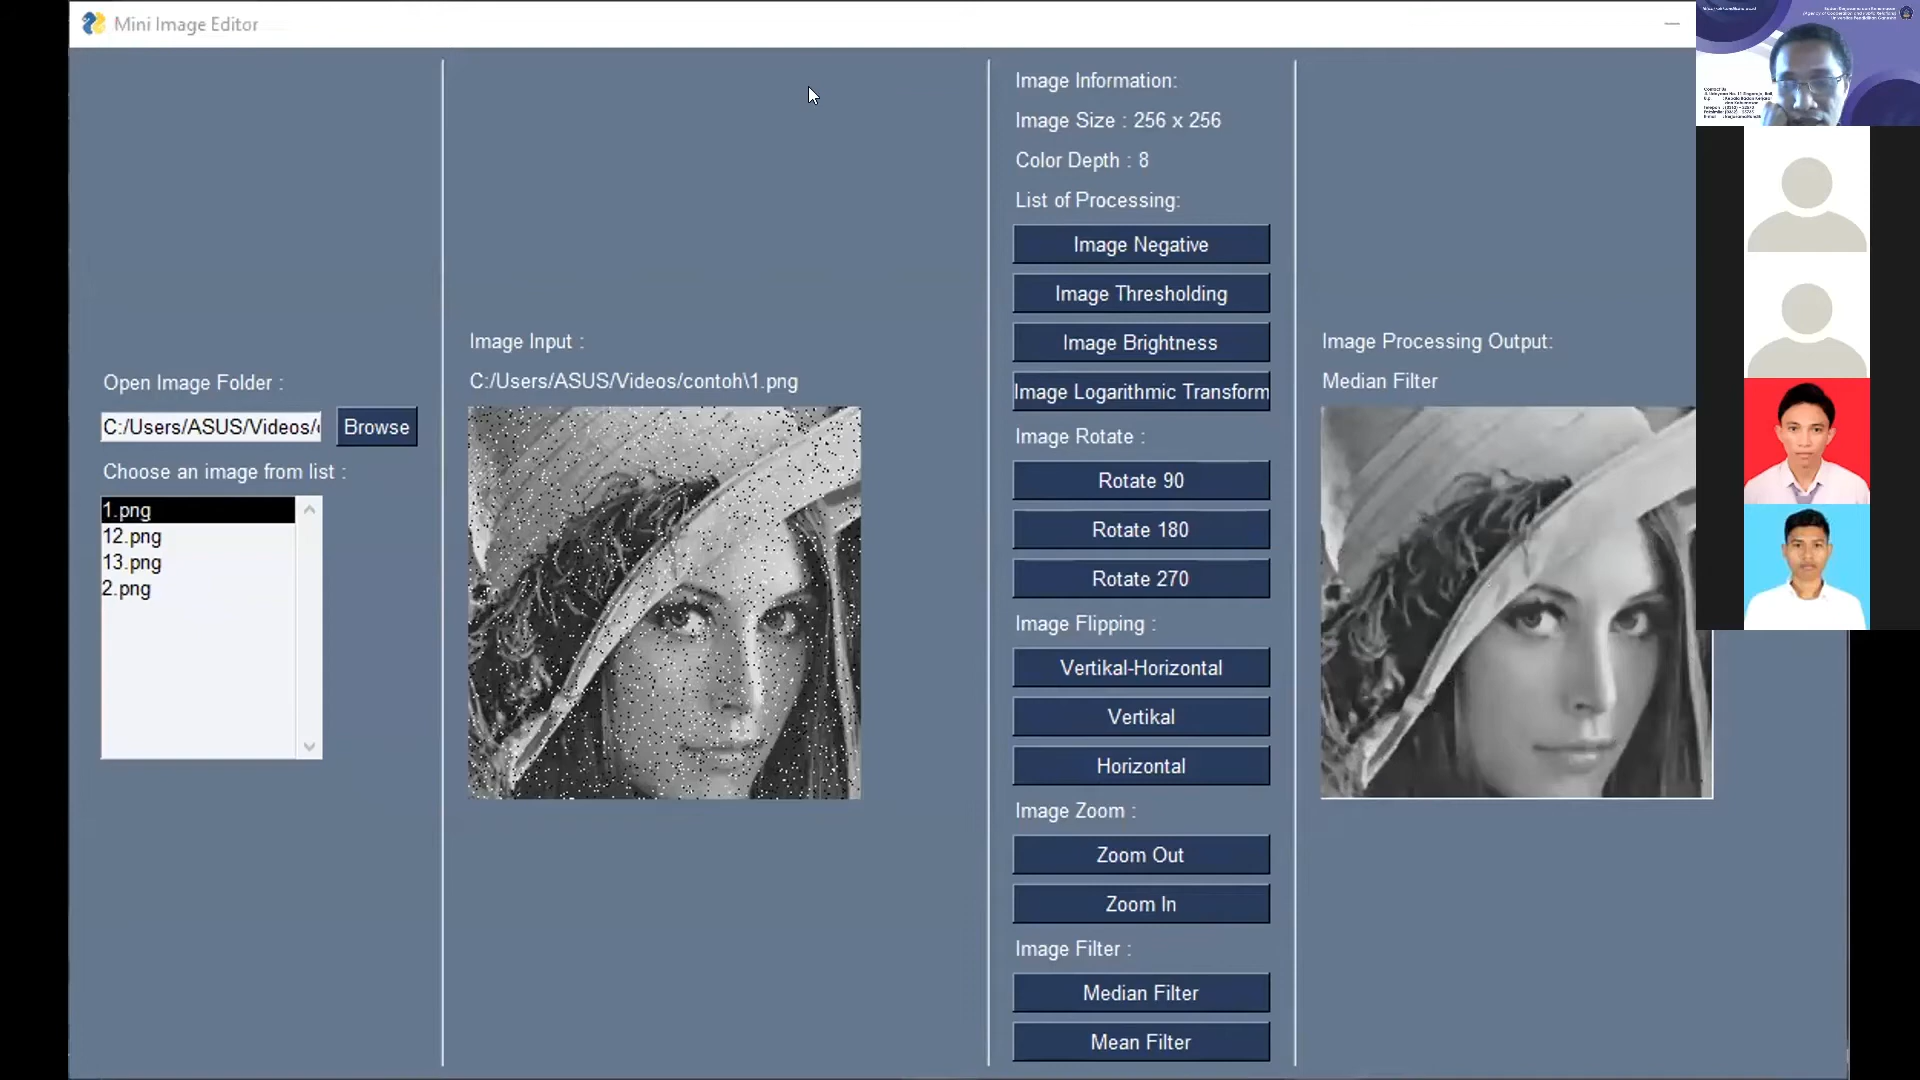 Mini Image Editor
Open Image Folder :
C:/Users/ASUS/Videos/
Browse
Choose an image from list :
1.png
12.png
13.png
2.png
Image Input :
C:/Users/ASUS/Videos/contoh\1.png
Image Information:
Image Size : 256 x 256
Color Depth : 8
List of Processing:
Image Negative
Image Thresholding
Image Brightness
Image Logarithmic Transform
Image Rotate :
Rotate 90
Rotate 180
Rotate 270
Image Flipping :
Vertikal-Horizontal
Vertikal
Horizontal
Image Zoom :
Zoom Out
Zoom In
Image Filter :
Median Filter
Mean Filter
Image Processing Output:
Median Filter
Universitas Pendidikan Ganesha